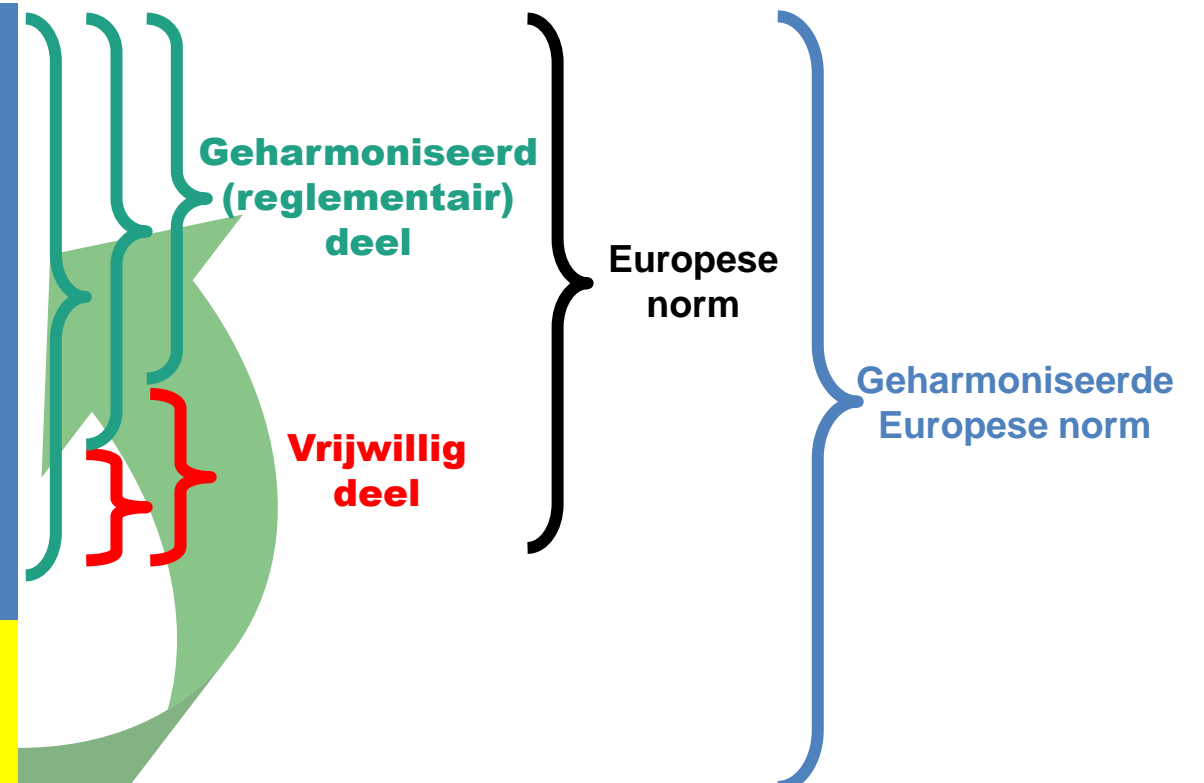 Geharmoniseerd
(reglementair)
deel
Europese
norm
Geharmoniseerde
Europese norm
Vrijwillig
deel